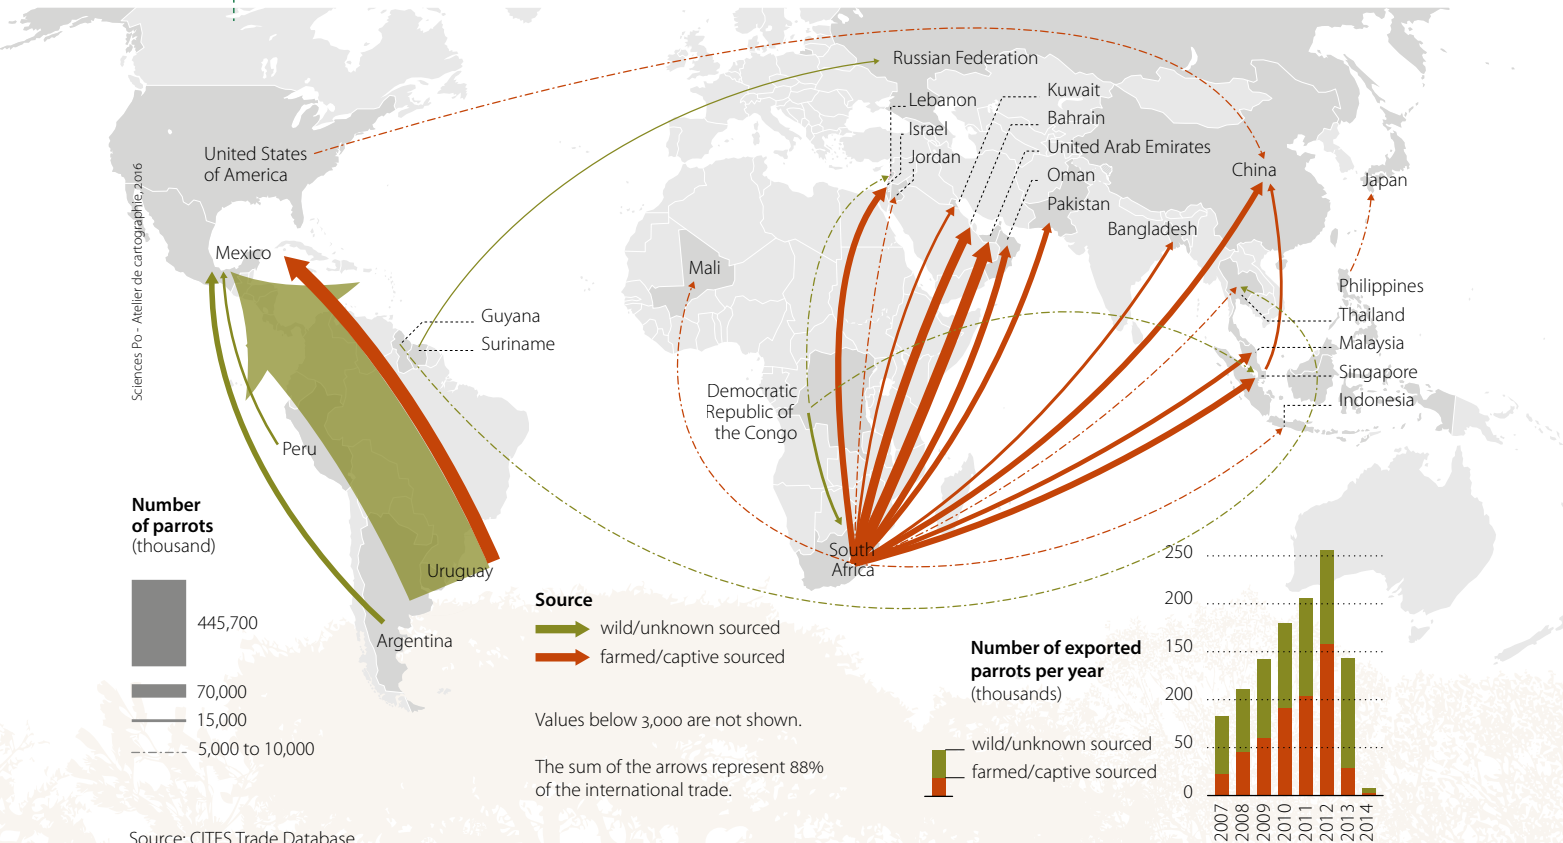 Russian Federation
Lebanon
Israel
Jordan
Kuwait
Bahrain
United Arab Emirates
Oman
Pakistan
Bangladesh
China
Japan
United States
of America
Sciences Po - Atelier de cartographie, 2016
Mexico
Mali
Guyana
Suriname
Philippines
Thailand
Malaysia
Singapore
Indonesia
Democratic
Republic of
the Congo
Peru
South
Africa
Uruguay
Argentina
Number
of parrots
(thousand)
445,700
70,000
15,000
5,000 to 10,000
Source
wild/unknown sourced
farmed/captive sourced
Values below 3,000 are not shown.
The sum of the arrows represent 88%
of the international trade.
Number of exported
parrots per year
(thousands)
wild/unknown sourced
farmed/captive sourced
250
200
150
200
50
0
2007
2008
2009
2010
2011
2012
2013
2014
Source: CITES Trade Database